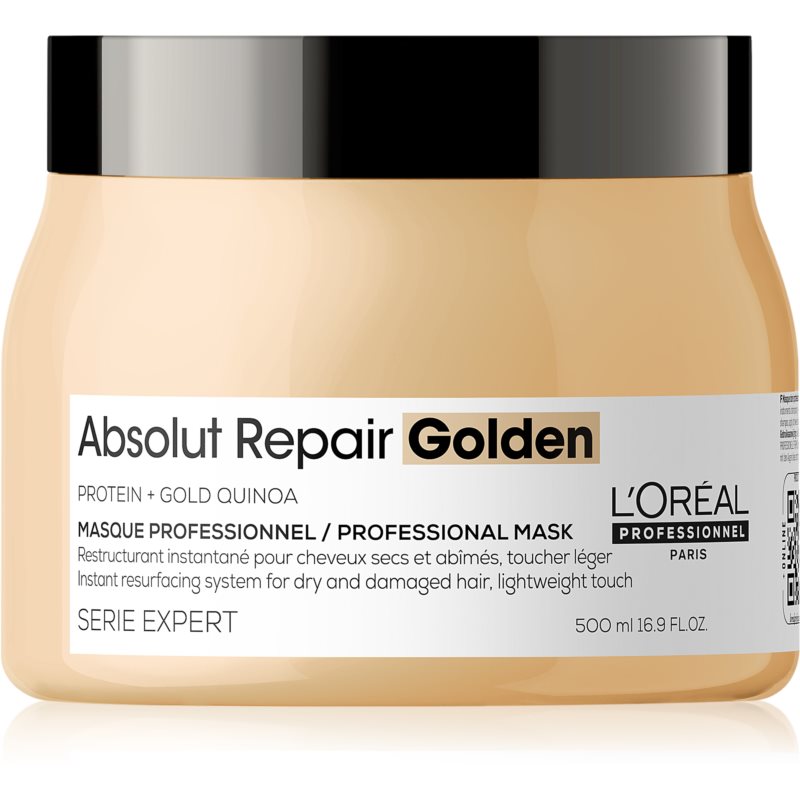 Absolut Repair Golden
PROTEIN + GOLD QUINOA
MASQUE PROFESSIONNEL / PROFESSIONAL MASK
Restructurant instantané pour cheveux secs et abîmés, toucher léger
Instant resurfacing system for dry and damaged hair, lightweight touch
SERIE EXPERT
500 ml 16.9 FL.OZ.
L'ORÉAL
PROFESSIONNEL
PARIS
+ONLINE